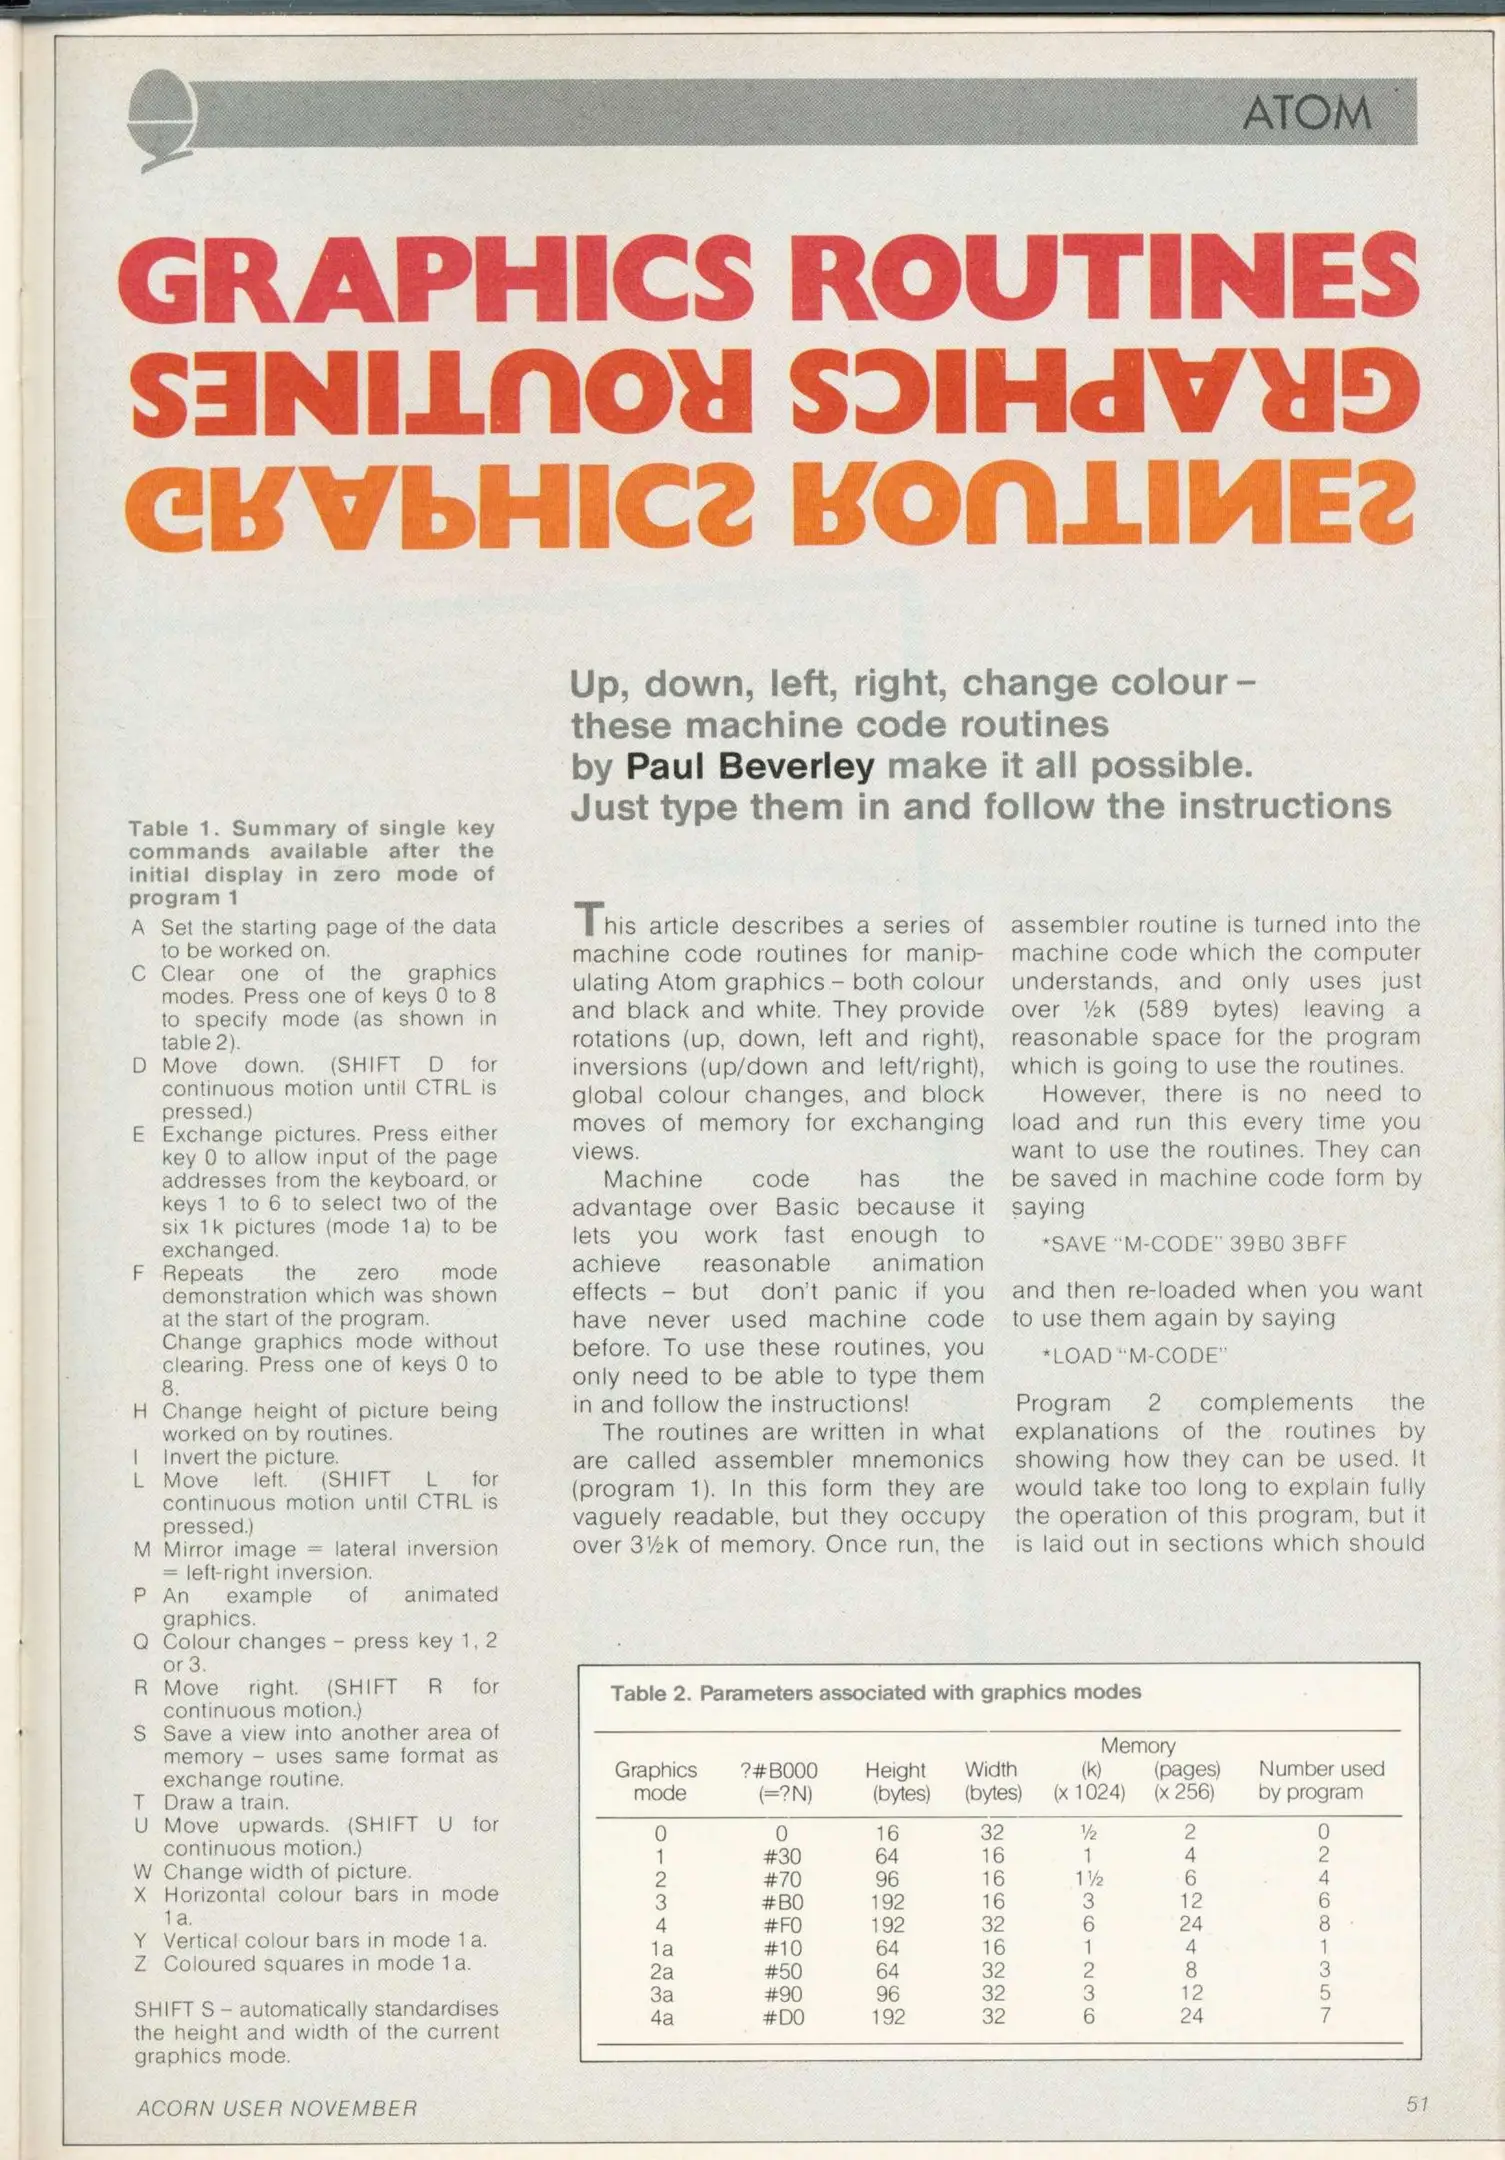 ATOM
GRAPHICS ROUTINES
GRAPHICS ROUTINES
GRAPHICS ROUTINES
Up, down, left, right, change colour –
these machine code routines
by Paul Beverley make it all possible.
Just type them in and follow the instructions
Table 1. Summary of single key
commands available after the
initial display in zero mode of
program 1
A Set the starting page of the data
to be worked on.
C Clear one of the graphics
modes. Press one of keys 0 to 8
to specify mode (as shown in
table 2).
D Move down. (SHIFT D for
continuous motion until CTRL is
pressed.)
E Exchange pictures. Press either
key 0 to allow input of the page
addresses from the keyboard, or
keys 1 to 6 to select two of the
six 1k pictures (mode 1a) to be
exchanged.
F Repeats the zero mode
demonstration which was shown
at the start of the program.
Change graphics mode without
clearing. Press one of keys 0 to
8.
H Change height of picture being
worked on by routines.
I Invert the picture.
L Move left. (SHIFT L for
continuous motion until CTRL is
pressed.)
M Mirror image = lateral inversion
= left-right inversion.
P An example of animated
graphics.
Q Colour changes – press key 1, 2
or 3.
R Move right. (SHIFT R for
continuous motion.)
S Save a view into another area of
memory – uses same format as
exchange routine.
T Draw a train.
U Move upwards. (SHIFT U for
continuous motion.)
W Change width of picture.
X Horizontal colour bars in mode
1a.
Y Vertical colour bars in mode 1a.
Z Coloured squares in mode 1a.
SHIFT S – automatically standardises
the height and width of the current
graphics mode.
This article describes a series of
machine code routines for manip-
ulating Atom graphics – both colour
and black and white. They provide
rotations (up, down, left and right),
inversions (up/down and left/right),
global colour changes, and block
moves of memory for exchanging
views.
Machine code has the
advantage over Basic because it
lets you work fast enough to
achieve reasonable animation
effects – but don't panic if you
have never used machine code
before. To use these routines, you
only need to be able to type them
in and follow the instructions!
The routines are written in what
are called assembler mnemonics
(program 1). In this form they are
vaguely readable, but they occupy
over 3½k of memory. Once run, the
assembler routine is turned into the
machine code which the computer
understands, and only uses just
over ½k (589 bytes) leaving a
reasonable space for the program
which is going to use the routines.
However, there is no need to
load and run this every time you
want to use the routines. They can
be saved in machine code form by
saying
*SAVE "M-CODE" 39B0 3BFF
and then re-loaded when you want
to use them again by saying
*LOAD "M-CODE"
Program 2 complements the
explanations of the routines by
showing how they can be used. It
would take too long to explain fully
the operation of this program, but it
is laid out in sections which should
Table 2. Parameters associated with graphics modes
Memory
Graphics ?#B000 Height Width (k) (pages) Number used
mode (=?N) (bytes) (bytes) (x 1024) (x 256) by program
0 0 16 32 ½ 2 0
1 #30 64 16 1 4 2
2 #70 96 16 1½ 6 4
3 #B0 192 16 3 12 6
4 #F0 192 32 6 24 8
1a #10 64 16 1 4 1
2a #50 64 32 2 8 3
3a #90 96 32 3 12 5
4a #D0 192 32 6 24 7
ACORN USER NOVEMBER
51